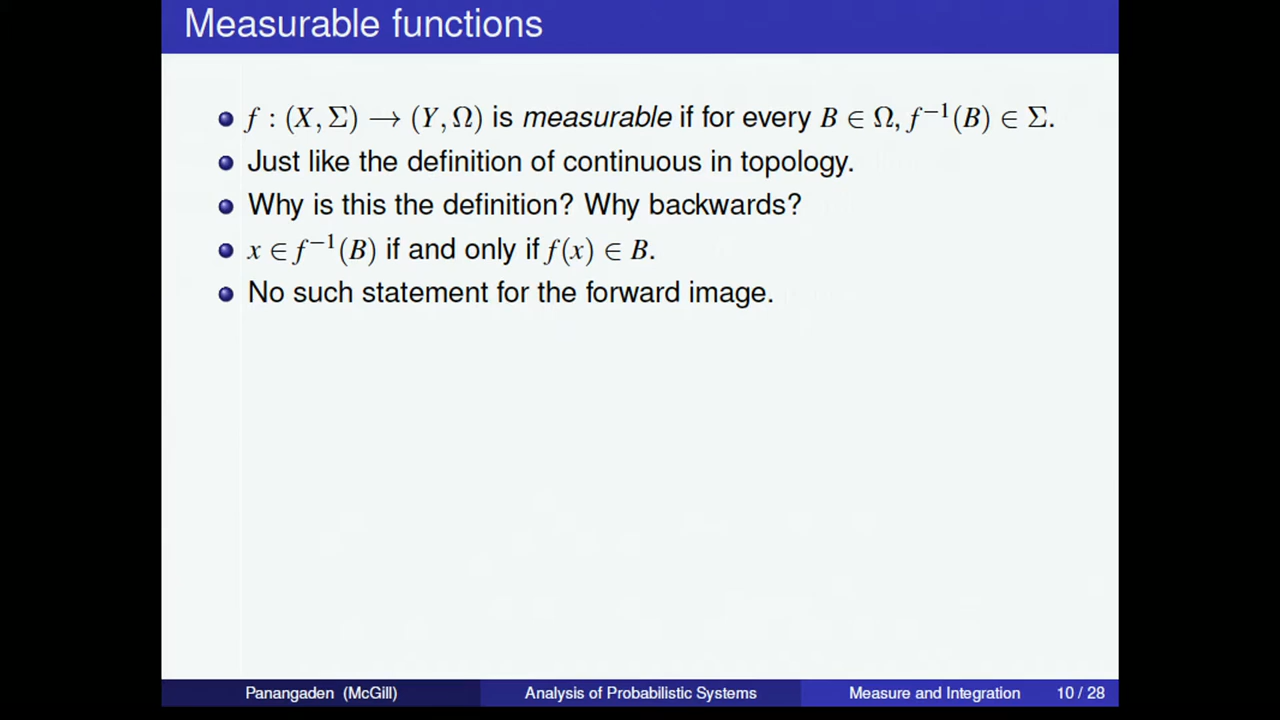 Measurable functions
f : (X, Σ) → (Y, Ω) is measurable if for every B ∈ Ω, f⁻¹(B) ∈ Σ.
Just like the definition of continuous in topology.
Why is this the definition? Why backwards?
x ∈ f⁻¹(B) if and only if f(x) ∈ B.
No such statement for the forward image.
Panangaden (McGill) Analysis of Probabilistic Systems Measure and Integration 10 / 28